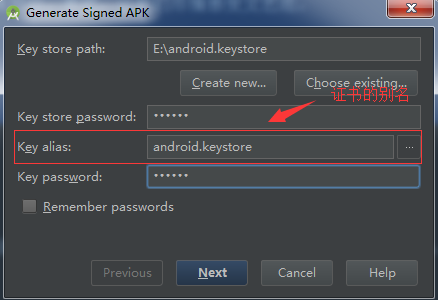 Generate Signed APK
Key store path:
E:\android.keystore
Create new...
Choose existing...
证书的别名
Key store password:
••••••
Key alias:
android.keystore
...
Key password:
••••••
Remember passwords
Previous
Next
Cancel
Help